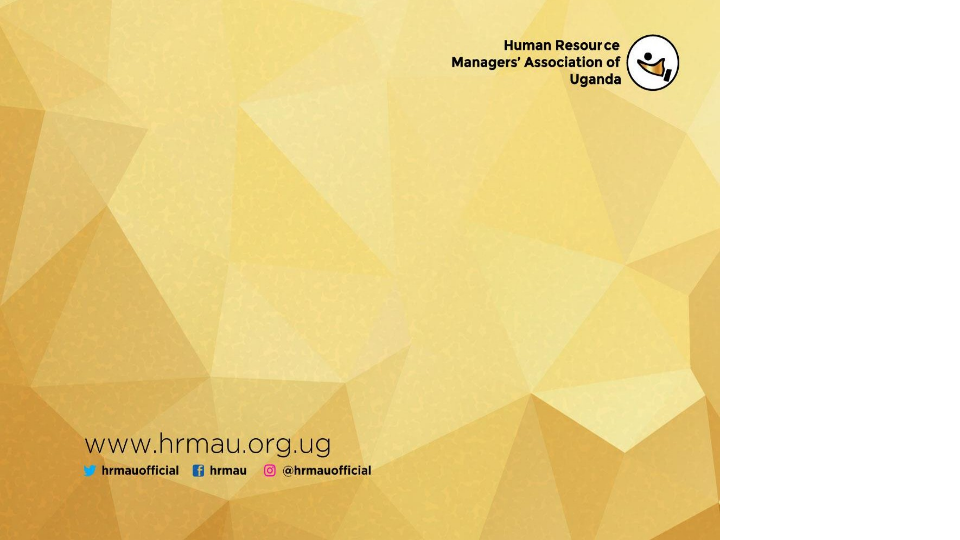 Human Resource
Managers' Association of
Uganda
www.hrmau.org.ug
hrmauofficial hrmau @hrmauofficial